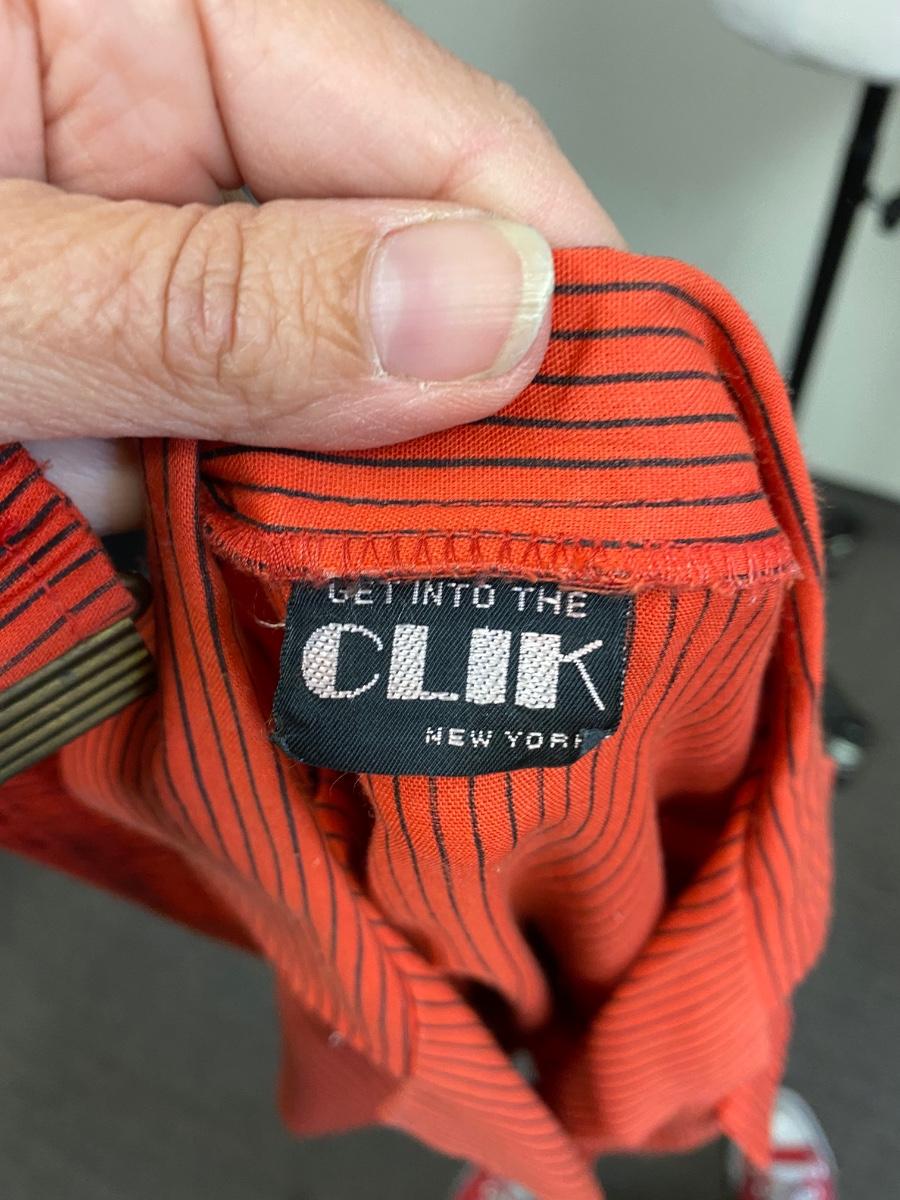 GET INTO THE
CLIK
NEW YORK